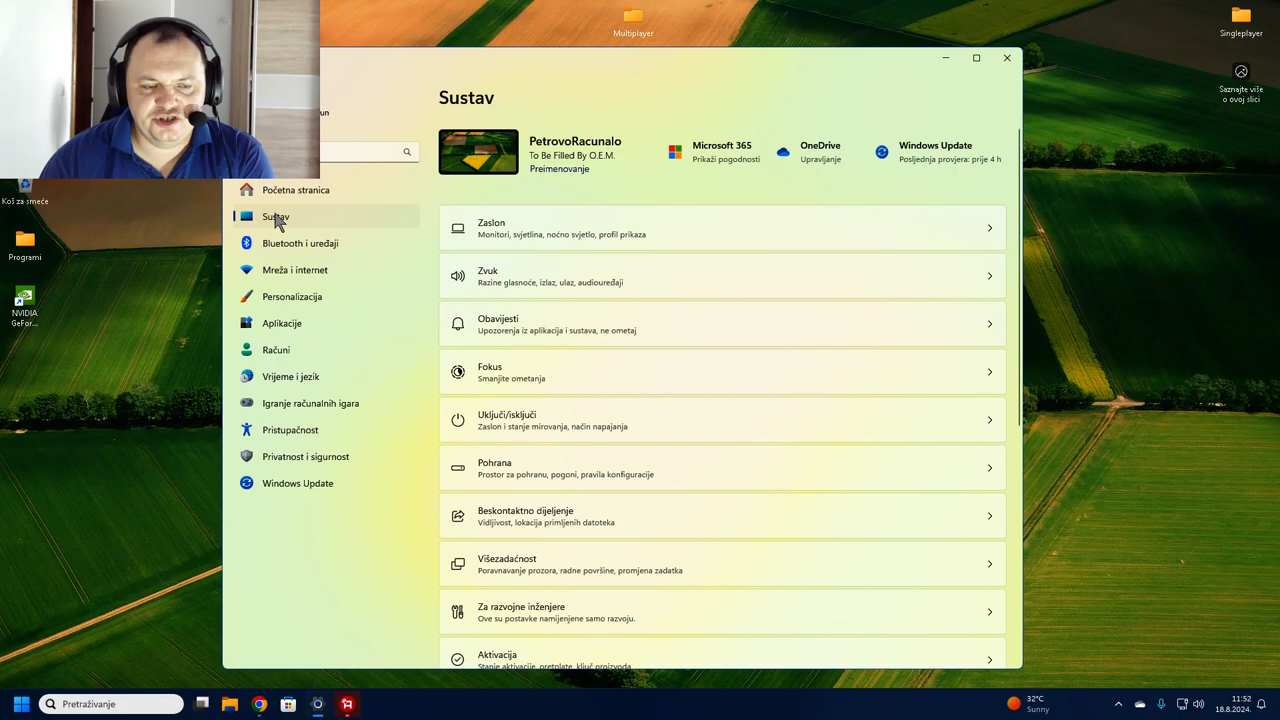 Multiplayer
Singleplayer
Saznajte više
o ovoj slici
Koš za smeće
Programi
NVIDIA
GeFor...
un
Početna stranica
Sustav
Bluetooth i uređaji
Mreža i internet
Personalizacija
Aplikacije
Računi
Vrijeme i jezik
Igranje računalnih igara
Pristupačnost
Privatnost i sigurnost
Windows Update
Sustav
PetrovoRacunalo
To Be Filled By O.E.M.
Preimenovanje
Microsoft 365
Prikaži pogodnosti
OneDrive
Upravljanje
Windows Update
Posljednja provjera: prije 4 h
Zaslon
Monitori, svjetlina, noćno svjetlo, profil prikaza
Zvuk
Razine glasnoće, izlaz, ulaz, audiouređaji
Obavijesti
Upozorenja iz aplikacija i sustava, ne ometaj
Fokus
Smanjite ometanja
Uključi/isključi
Zaslon i stanje mirovanja, način napajanja
Pohrana
Prostor za pohranu, pogoni, pravila konfiguracije
Beskontaktno dijeljenje
Vidljivost, lokacija primljenih datoteka
Višezadaćnost
Poravnavanje prozora, radne površine, promjena zadatka
Za razvojne inženjere
Ove su postavke namijenjene samo razvoju.
Aktivacija
Stanje aktivacije, pretplate, ključ proizvoda
Pretraživanje
32°C
Sunny
11:52
18.8.2024.